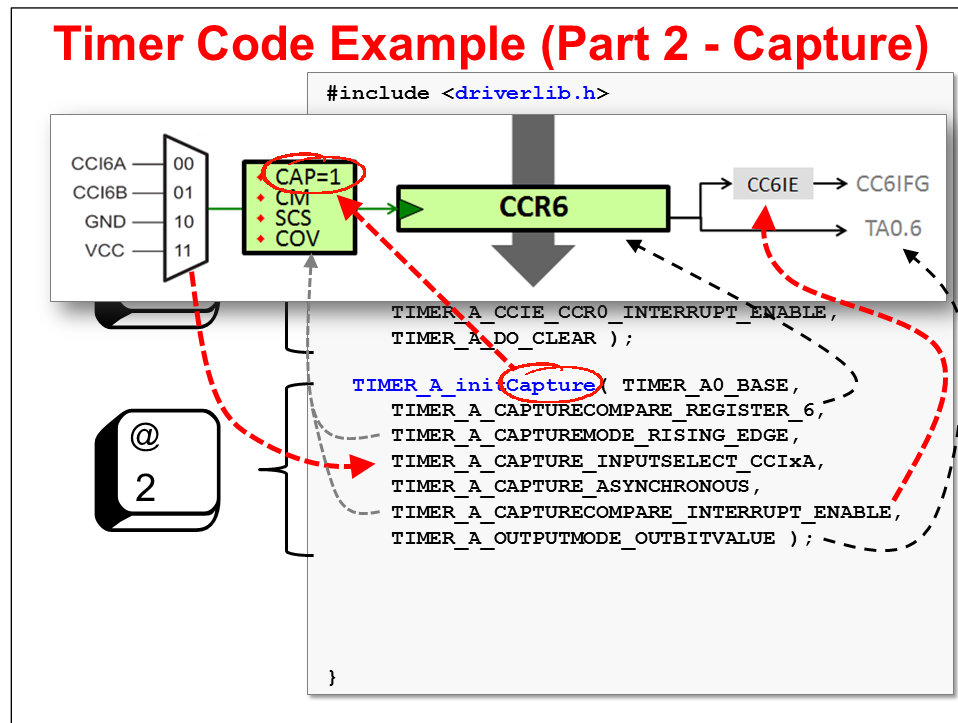 Timer Code Example (Part 2 - Capture)
#include <driverlib.h>
CCI6A
CCI6B
GND
VCC
00
01
10
11
CAP=1
CM
SCS
COV
CCR6
CC6IE
CC6IFG
TA0.6
TIMER_A_CCIE_CCR0_INTERRUPT_ENABLE,
TIMER_A_DO_CLEAR );
TIMER_A_initCapture( TIMER_A0_BASE,
TIMER_A_CAPTURECOMPARE_REGISTER_6,
TIMER_A_CAPTUREMODE_RISING_EDGE,
TIMER_A_CAPTURE_INPUTSELECT_CCIxA,
TIMER_A_CAPTURE_ASYNCHRONOUS,
TIMER_A_CAPTURECOMPARE_INTERRUPT_ENABLE,
TIMER_A_OUTPUTMODE_OUTBITVALUE );
@
2
}